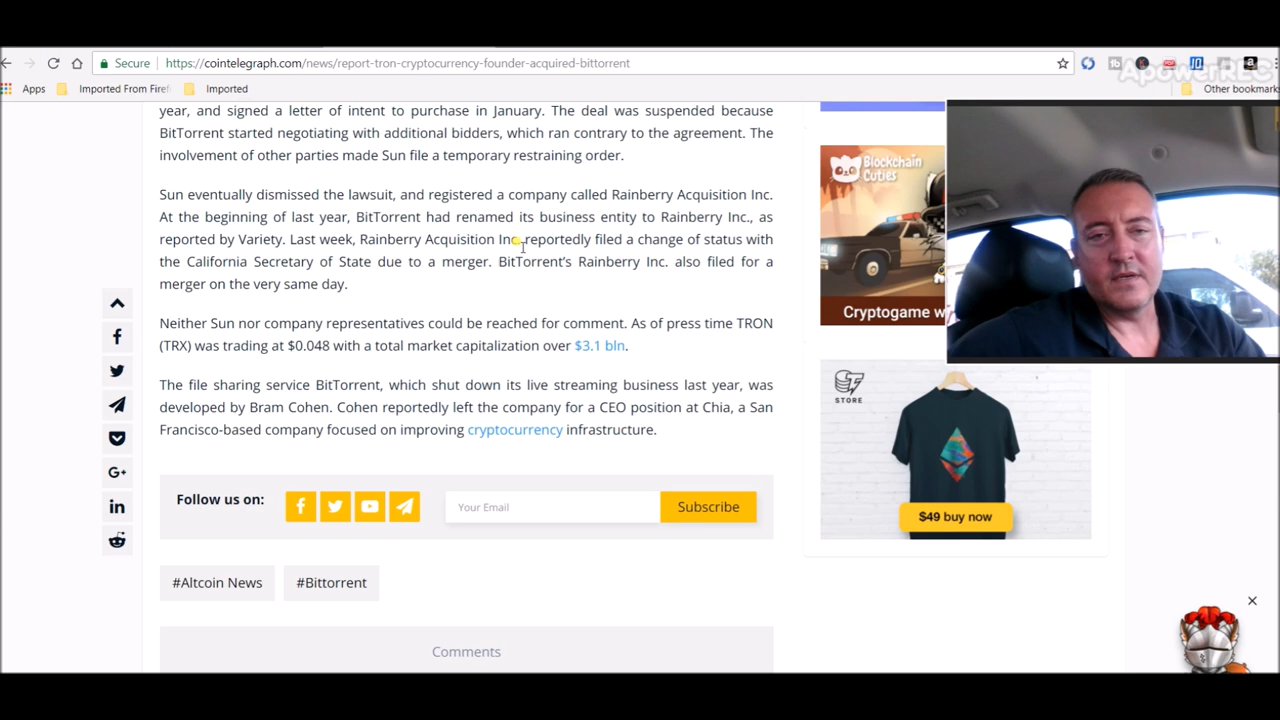 ApowerREC
Secure
https://cointelegraph.com/news/report-tron-cryptocurrency-founder-acquired-bittorrent
Apps
Imported From Firef
Imported
Other bookmarks
year, and signed a letter of intent to purchase in January. The deal was suspended because
BitTorrent started negotiating with additional bidders, which ran contrary to the agreement. The
involvement of other parties made Sun file a temporary restraining order.
Sun eventually dismissed the lawsuit, and registered a company called Rainberry Acquisition Inc.
At the beginning of last year, BitTorrent had renamed its business entity to Rainberry Inc., as
reported by Variety. Last week, Rainberry Acquisition Inc. reportedly filed a change of status with
the California Secretary of State due to a merger. BitTorrent's Rainberry Inc. also filed for a
merger on the very same day.
Neither Sun nor company representatives could be reached for comment. As of press time TRON
(TRX) was trading at $0.048 with a total market capitalization over $3.1 bln.
The file sharing service BitTorrent, which shut down its live streaming business last year, was
developed by Bram Cohen. Cohen reportedly left the company for a CEO position at Chia, a San
Francisco-based company focused on improving cryptocurrency infrastructure.
Follow us on:
Your Email
Subscribe
#Altcoin News
#Bittorrent
Comments
Blockchain
Cuties
Cryptogame w
STORE
$49 buy now